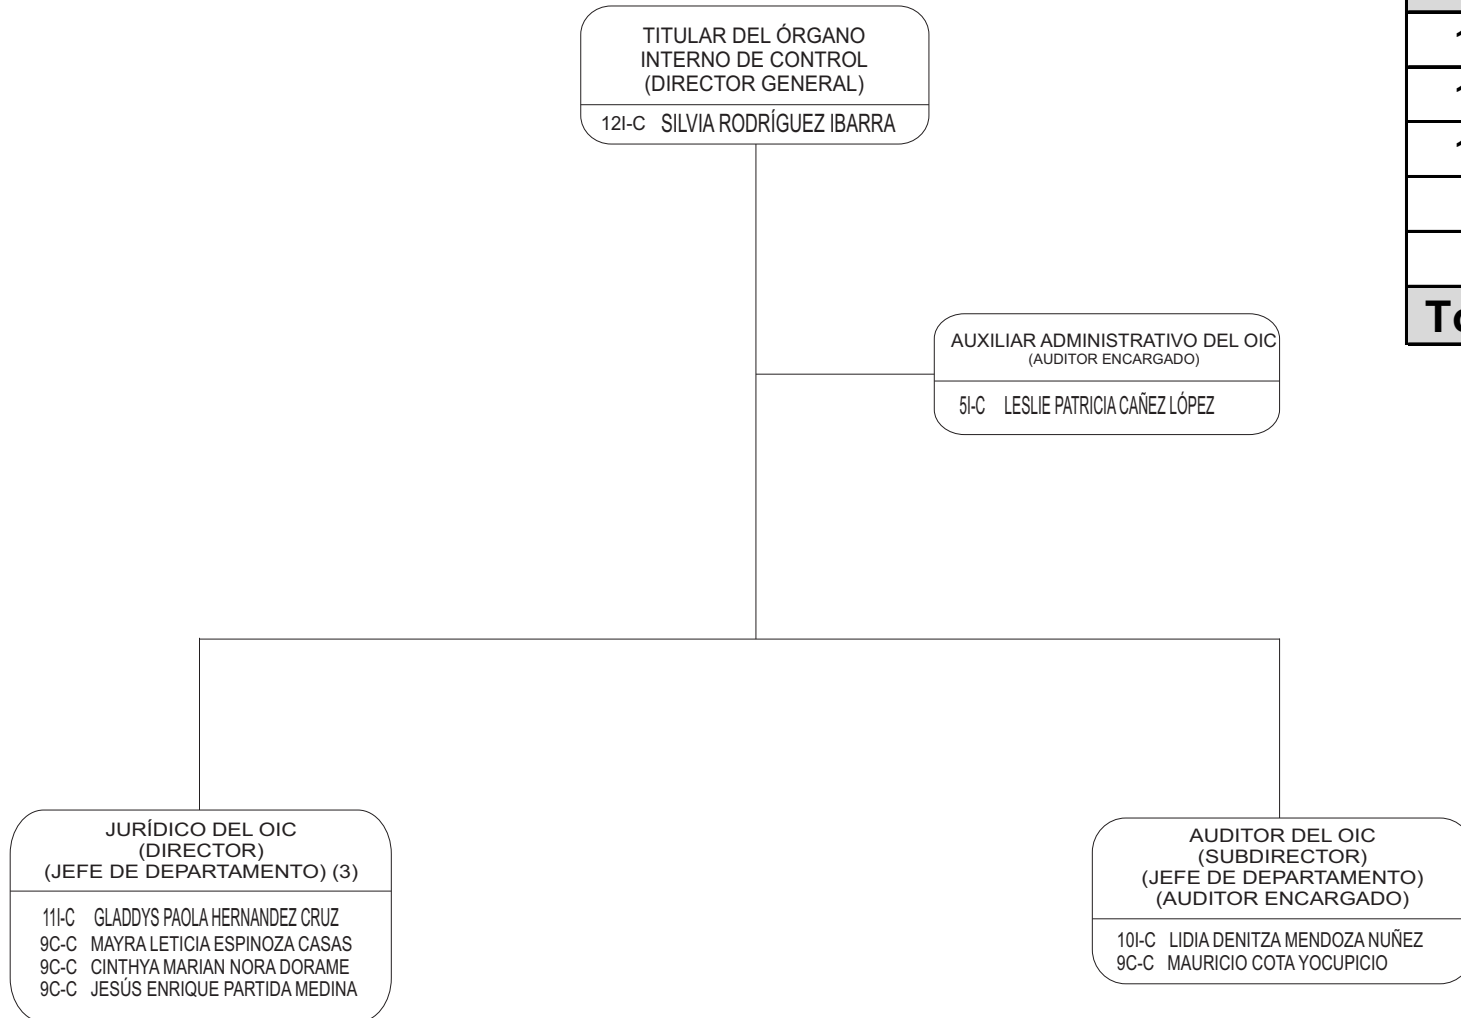 TITULAR DEL ÓRGANO
INTERNO DE CONTROL
(DIRECTOR GENERAL)
12I-C SILVIA RODRÍGUEZ IBARRA
AUXILIAR ADMINISTRATIVO DEL OIC
(AUDITOR ENCARGADO)
5I-C LESLIE PATRICIA CAÑEZ LÓPEZ
JURÍDICO DEL OIC
(DIRECTOR)
(JEFE DE DEPARTAMENTO) (3)
11I-C GLADDYS PAOLA HERNANDEZ CRUZ
9C-C MAYRA LETICIA ESPINOZA CASAS
9C-C CINTHYA MARIAN NORA DORAME
9C-C JESÚS ENRIQUE PARTIDA MEDINA
AUDITOR DEL OIC
(SUBDIRECTOR)
(JEFE DE DEPARTAMENTO)
(AUDITOR ENCARGADO)
10I-C LIDIA DENITZA MENDOZA NUÑEZ
9C-C MAURICIO COTA YOCUPICIO